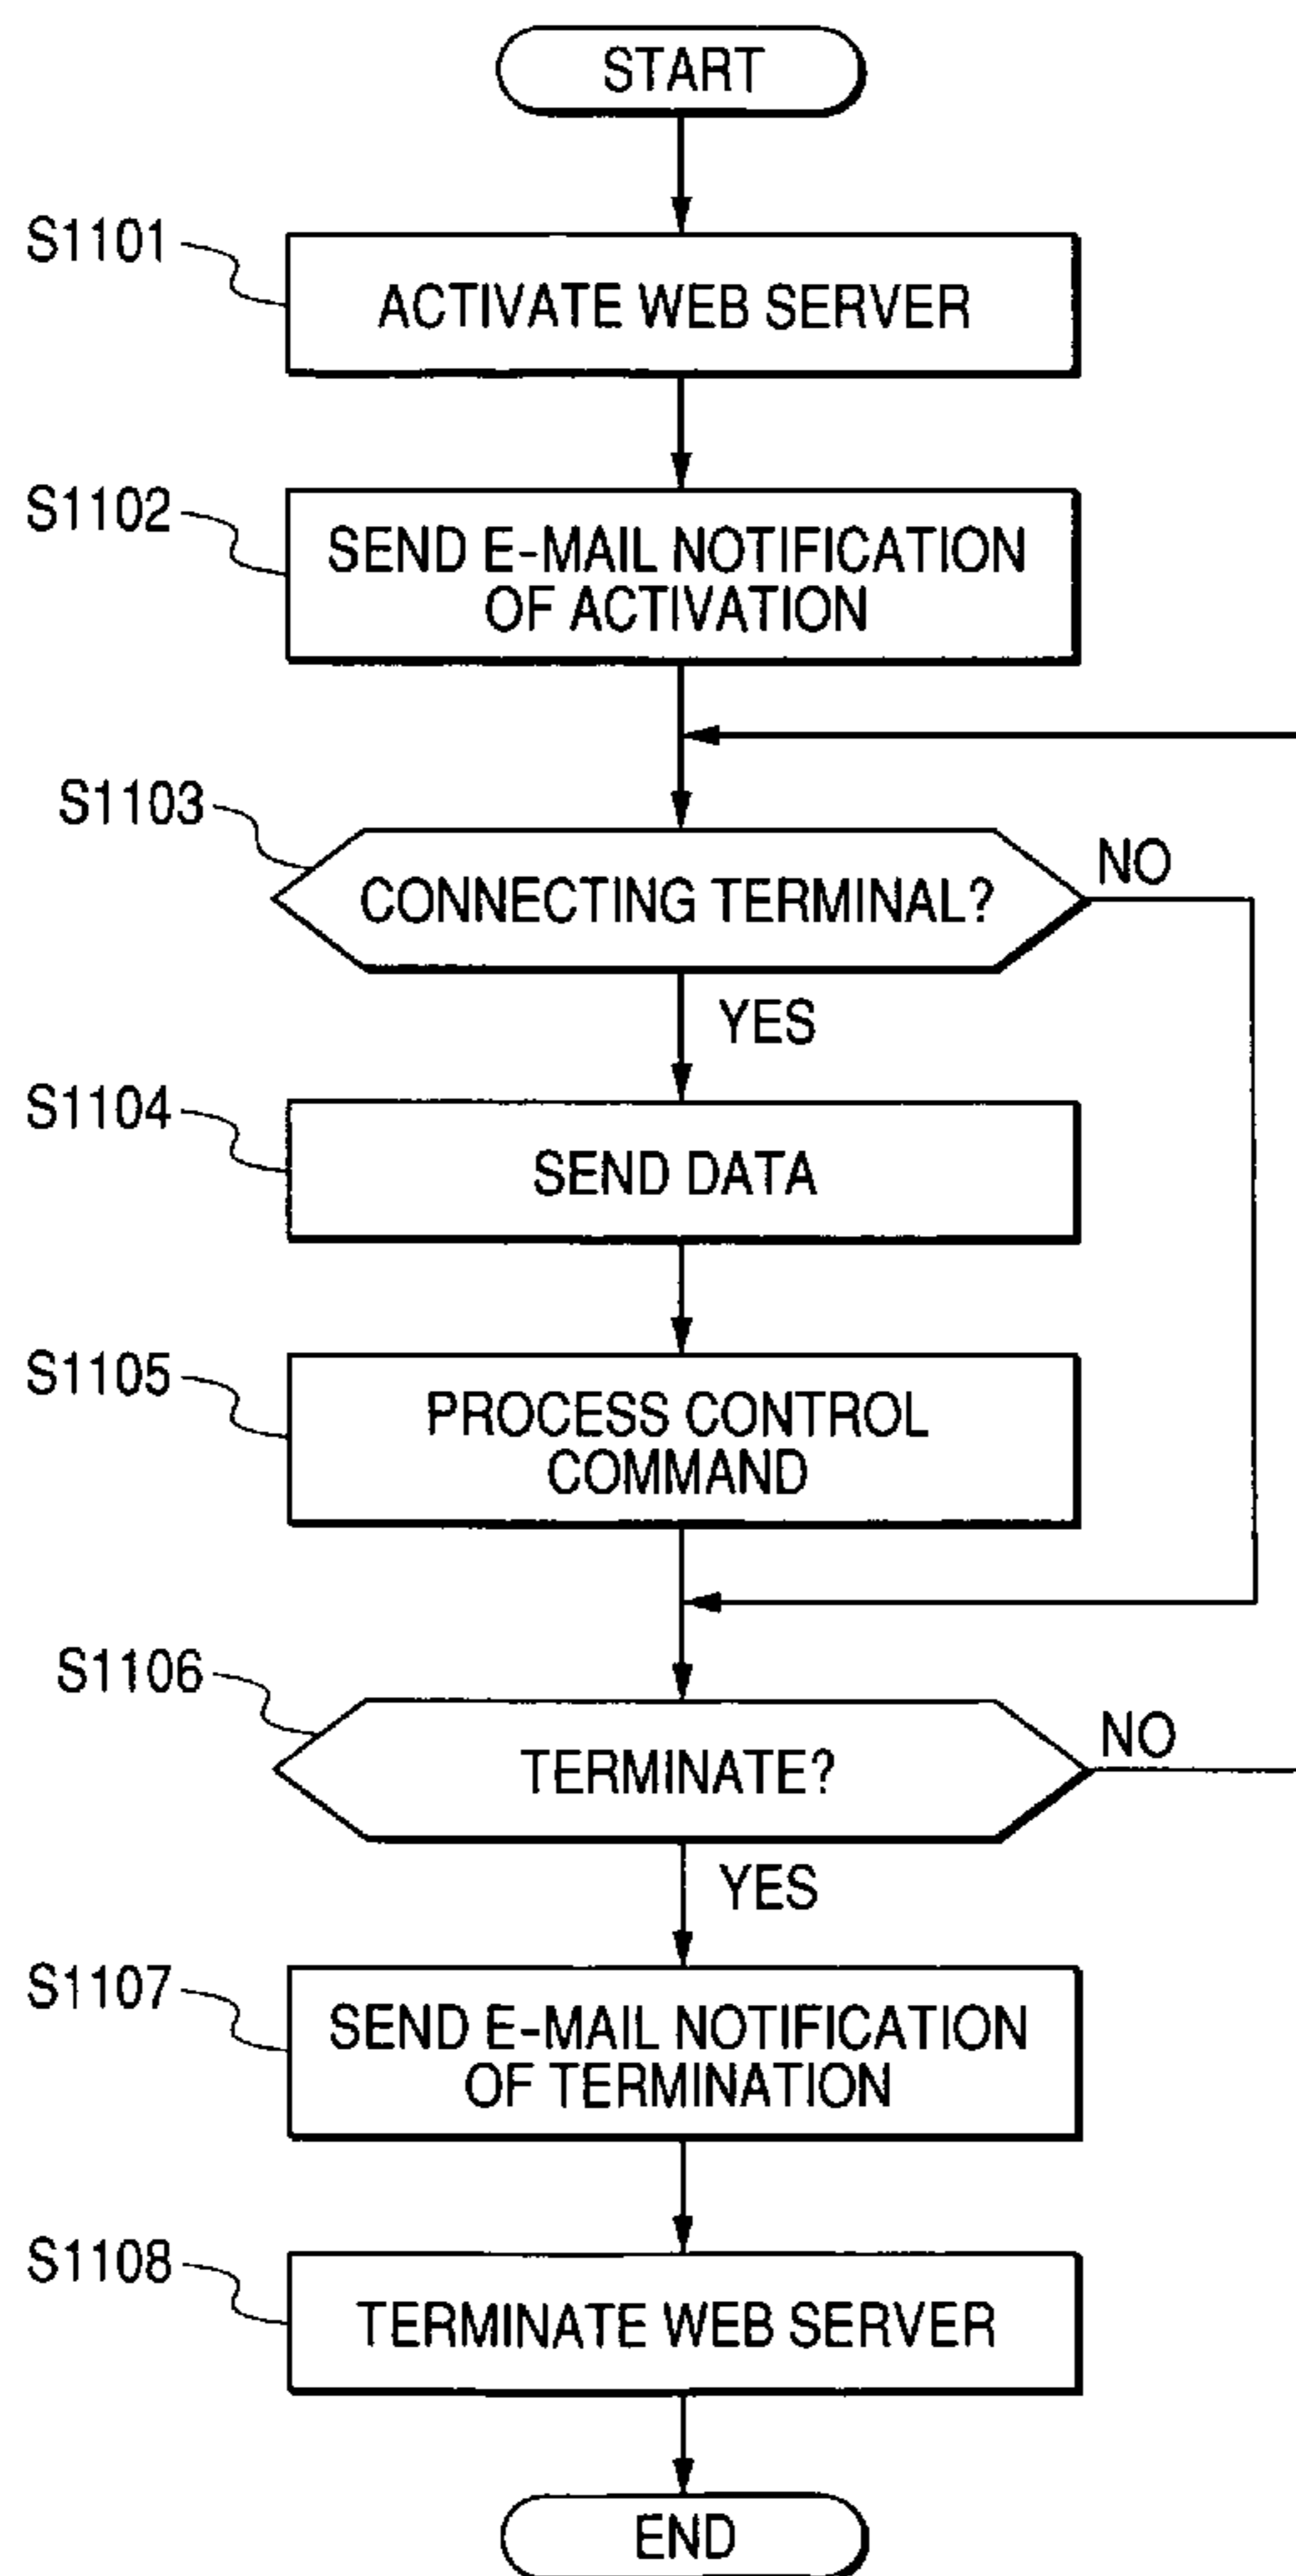 START
S1101
ACTIVATE WEB SERVER
S1102
SEND E-MAIL NOTIFICATION
OF ACTIVATION
S1103
CONNECTING TERMINAL?
NO
YES
S1104
SEND DATA
S1105
PROCESS CONTROL
COMMAND
S1106
TERMINATE?
NO
YES
S1107
SEND E-MAIL NOTIFICATION
OF TERMINATION
S1108
TERMINATE WEB SERVER
END